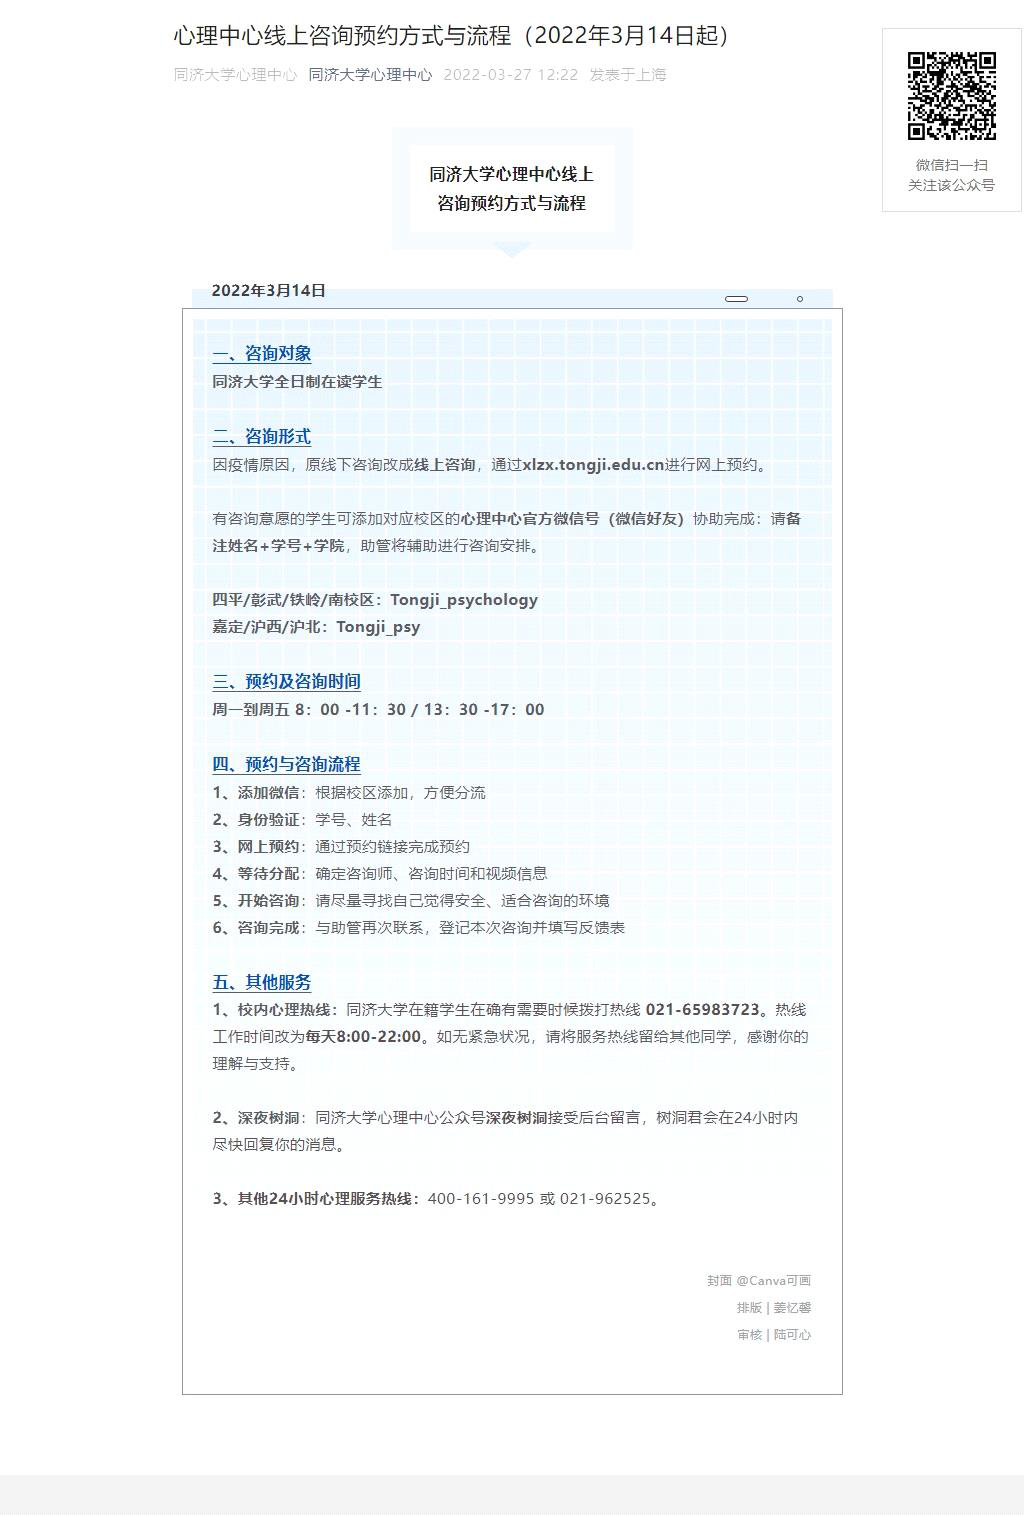 心理中心线上咨询预约方式与流程（2022年3月14日起）
同济大学心理中心 同济大学心理中心 2022-03-27 12:22 发表于上海
微信扫一扫
关注该公众号
同济大学心理中心线上
咨询预约方式与流程
2022年3月14日
一、咨询对象
同济大学全日制在读学生
二、咨询形式
因疫情原因，原线下咨询改成线上咨询，通过xlzx.tongji.edu.cn进行网上预约。
有咨询意愿的学生可添加对应校区的心理中心官方微信号（微信好友）协助完成：请备
注姓名+学号+学院，助管将辅助进行咨询安排。
四平/彰武/铁岭/南校区：Tongji_psychology
嘉定/沪西/沪北：Tongji_psy
三、预约及咨询时间
周一到周五 8：00 -11：30 / 13：30 -17：00
四、预约与咨询流程
1、添加微信：根据校区添加，方便分流
2、身份验证：学号、姓名
3、网上预约：通过预约链接完成预约
4、等待分配：确定咨询师、咨询时间和视频信息
5、开始咨询：请尽量寻找自己觉得安全、适合咨询的环境
6、咨询完成：与助管再次联系，登记本次咨询并填写反馈表
五、其他服务
1、校内心理热线：同济大学在籍学生在确有需要时候拨打热线 021-65983723。热线
工作时间改为每天8:00-22:00。如无紧急状况，请将服务热线留给其他同学，感谢你的
理解与支持。
2、深夜树洞：同济大学心理中心公众号深夜树洞接受后台留言，树洞君会在24小时内
尽快回复你的消息。
3、其他24小时心理服务热线：400-161-9995 或 021-962525。
封面 @Canva可画
排版 | 姜忆馨
审核 | 陆可心